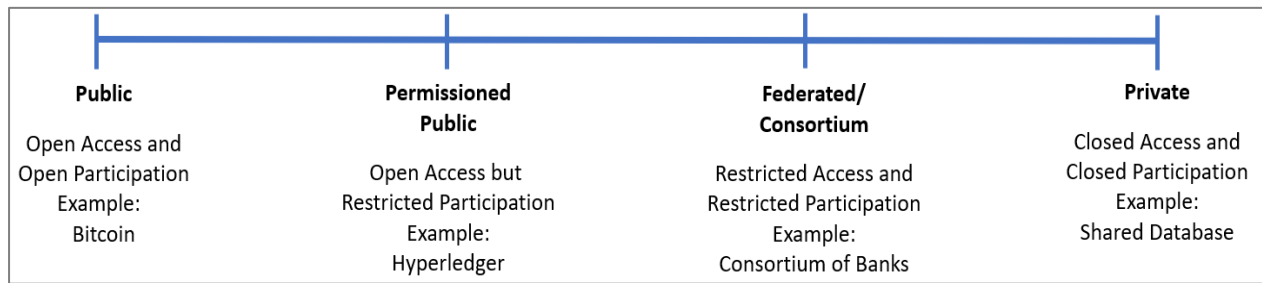 Public
Open Access and
Open Participation
Example:
Bitcoin
Permissioned
Public
Open Access but
Restricted Participation
Example:
Hyperledger
Federated/
Consortium
Restricted Access and
Restricted Participation
Example:
Consortium of Banks
Private
Closed Access and
Closed Participation
Example:
Shared Database